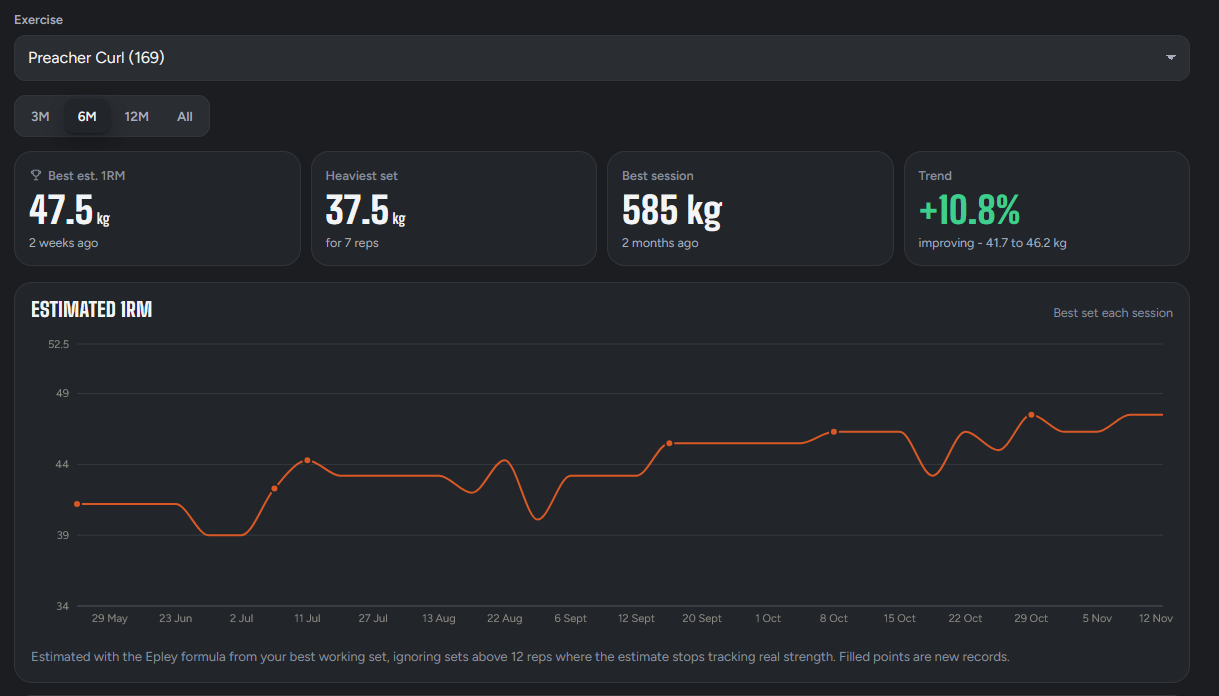 Exercise
Preacher Curl (169)
3M 6M 12M All
Best est. 1RM
47.5 kg
2 weeks ago
Heaviest set
37.5 kg
for 7 reps
Best session
585 kg
2 months ago
Trend
+10.8%
improving - 41.7 to 46.2 kg
ESTIMATED 1RM
Best set each session
52.5
49
44
39
34
29 May 23 Jun 2 Jul 11 Jul 27 Jul 13 Aug 22 Aug 6 Sept 12 Sept 20 Sept 1 Oct 8 Oct 15 Oct 22 Oct 29 Oct 5 Nov 12 Nov
Estimated with the Epley formula from your best working set, ignoring sets above 12 reps where the estimate stops tracking real strength. Filled points are new records.